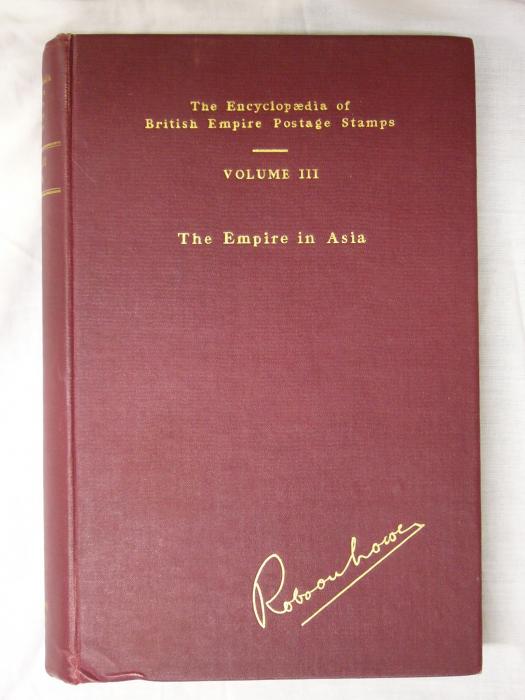 The Encyclopædia of
British Empire Postage Stamps
VOLUME III
The Empire in Asia
Robson Lowe